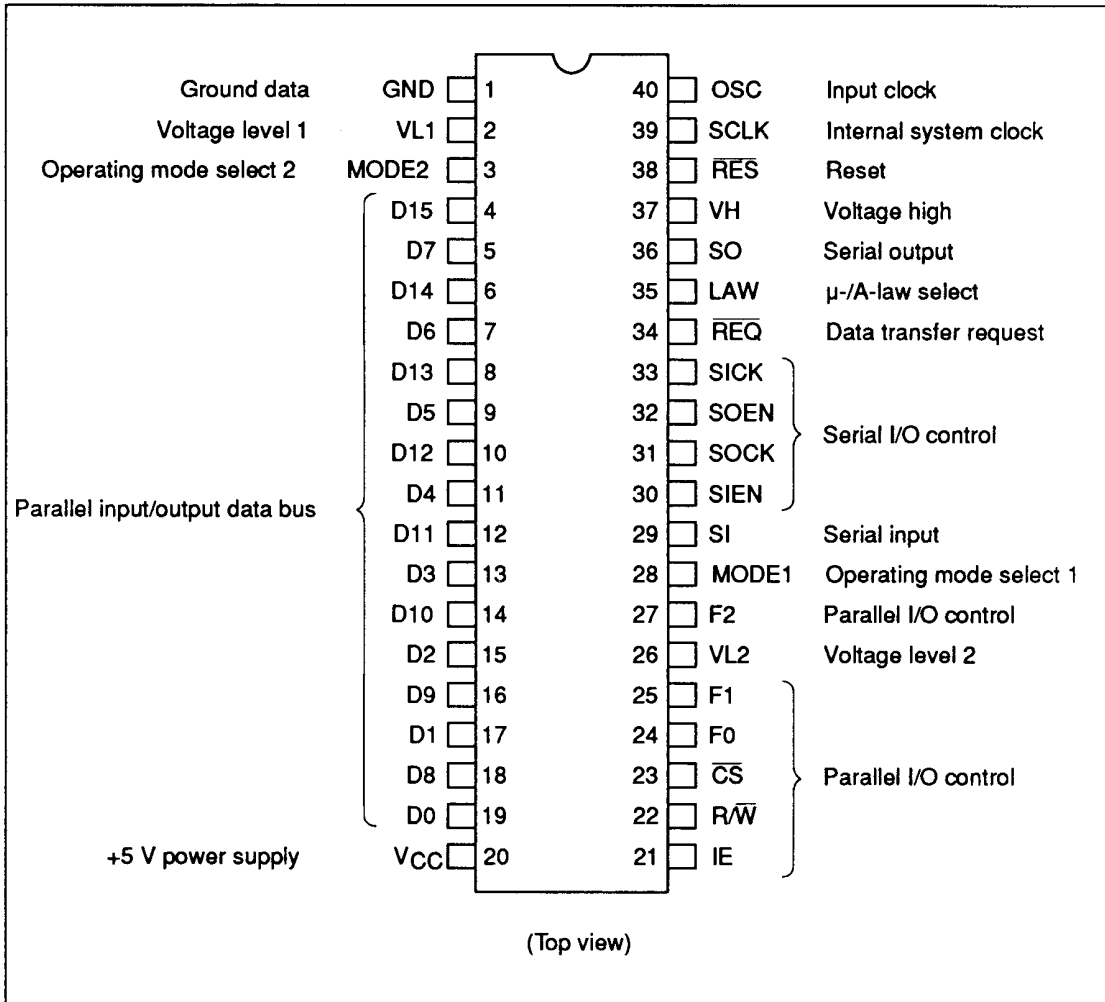 Ground data GND 1 40 OSC Input clock
Voltage level 1 VL1 2 39 SCLK Internal system clock
Operating mode select 2 MODE2 3 38 R̅E̅S̅ Reset
D15 4 37 VH Voltage high
D7 5 36 SO Serial output
D14 6 35 LAW μ-/A-law select
D6 7 34 R̅E̅Q̅ Data transfer request
D13 8 33 SICK
D5 9 32 SOEN
Serial I/O control
D12 10 31 SOCK
D4 11 30 SIEN
Parallel input/output data bus
D11 12 29 SI Serial input
D3 13 28 MODE1 Operating mode select 1
D10 14 27 F2 Parallel I/O control
D2 15 26 VL2 Voltage level 2
D9 16 25 F1
D1 17 24 F0
D8 18 23 C̅S̅ Parallel I/O control
D0 19 22 R/W̅
+5 V power supply VCC 20 21 IE
(Top view)